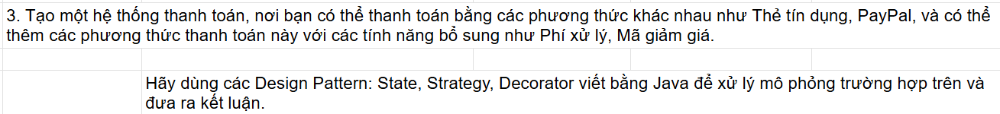 3. Tạo một hệ thống thanh toán, nơi bạn có thể thanh toán bằng các phương thức khác nhau như Thẻ tín dụng, PayPal, và có thể
thêm các phương thức thanh toán này với các tính năng bổ sung như Phí xử lý, Mã giảm giá.
Hãy dùng các Design Pattern: State, Strategy, Decorator viết bằng Java để xử lý mô phỏng trường hợp trên và
đưa ra kết luận.